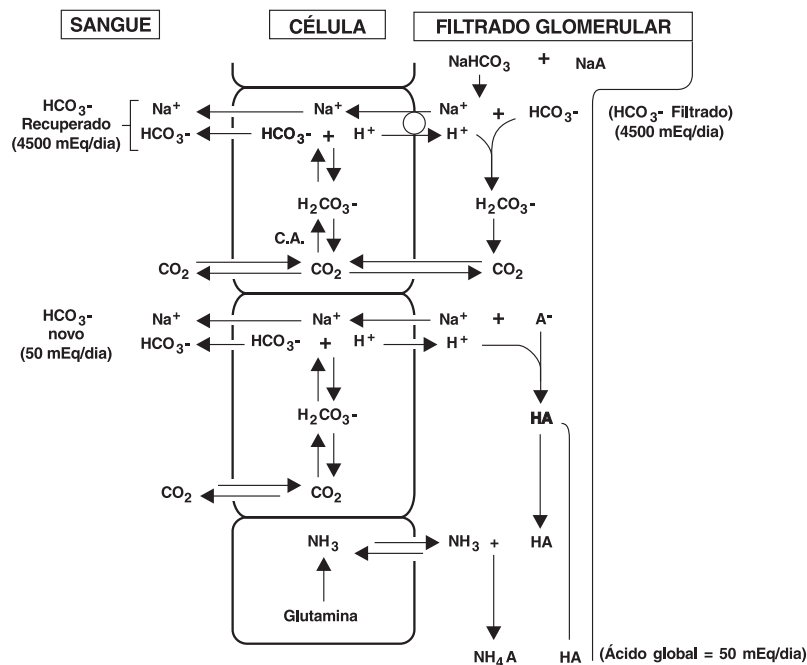 SANGUE CÉLULA FILTRADO GLOMERULAR
NaHCO₃ + NaA
HCO₃- Recuperado (4500 mEq/dia)
Na⁺ Na⁺ Na⁺ + HCO₃-
HCO₃- HCO₃- + H⁺ H⁺
(HCO₃- Filtrado)
(4500 mEq/dia)
H₂CO₃- H₂CO₃-
C.A.
CO₂ CO₂ CO₂
HCO₃-
novo
(50 mEq/dia)
Na⁺ Na⁺ Na⁺ + A-
HCO₃- HCO₃- + H⁺ H⁺
H₂CO₃- HA
CO₂ CO₂
NH₃ NH₃ + HA
Glutamina
NH₄A HA (Ácido global = 50 mEq/dia)